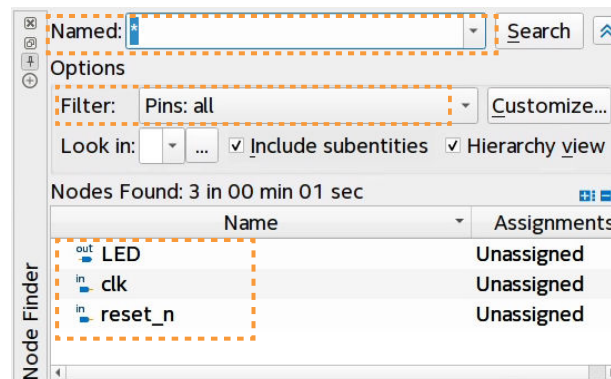 Named: * Search
Options
Filter: Pins: all Customize...
Look in: ... Include subentities Hierarchy view
Nodes Found: 3 in 00 min 01 sec
Name Assignments
out LED Unassigned
in clk Unassigned
in reset_n Unassigned
Node Finder